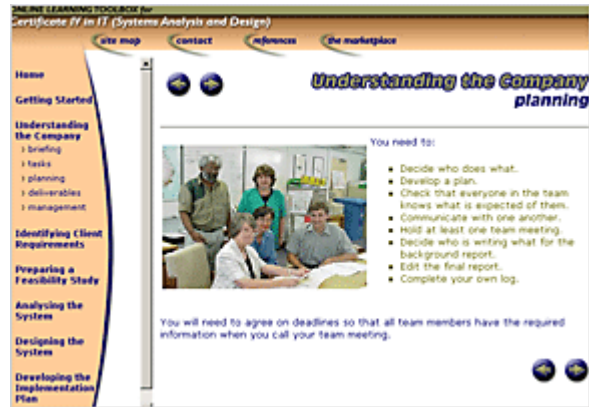 ONLINE LEARNING TOOLBOX for
Certificate IV in IT (Systems Analysis and Design)
site map
contact
references
the marketplace
Home
Getting Started
Understanding
the Company
› briefing
› tasks
› planning
› deliverables
› management
Identifying Client
Requirements
Preparing a
Feasibility Study
Analysing the
System
Designing the
System
Developing the
Implementation
Plan
Understanding the Company
planning
You need to:
Decide who does what.
Develop a plan.
Check that everyone in the team
knows what is expected of them.
Communicate with one another.
Hold at least one team meeting.
Decide who is writing what for the
background report.
Edit the final report.
Complete your own log.
You will need to agree on deadlines so that all team members have the required
information when you call your team meeting.